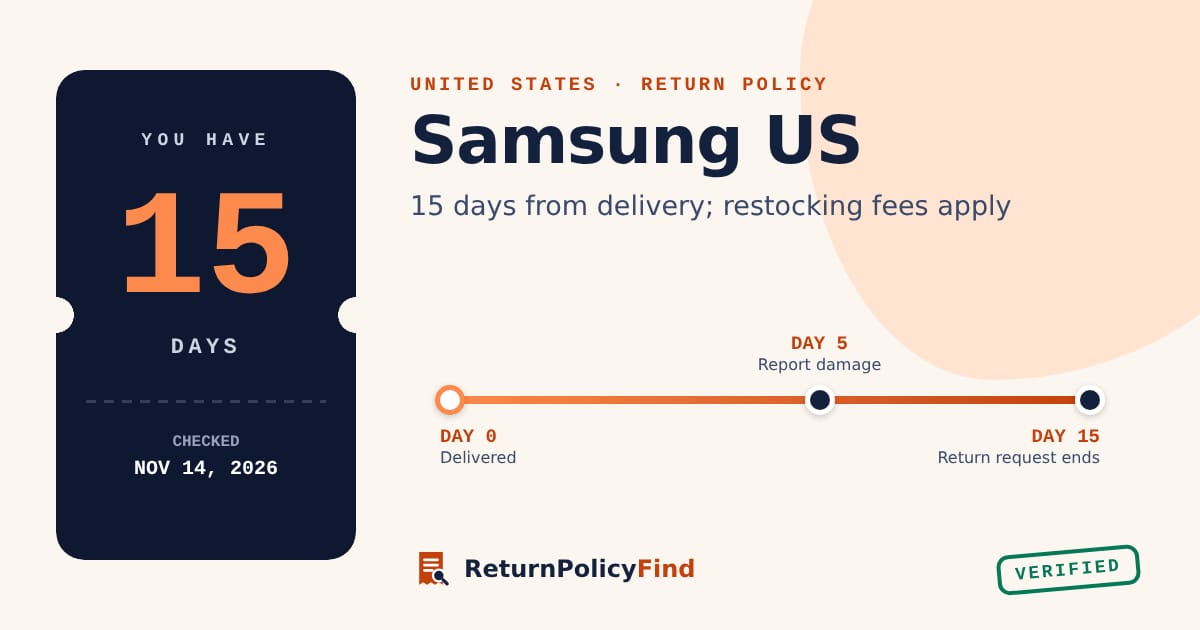 YOU HAVE
15
DAYS
CHECKED
NOV 14, 2026
UNITED STATES · RETURN POLICY
Samsung US
15 days from delivery; restocking fees apply
DAY 5
Report damage
DAY 0
Delivered
DAY 15
Return request ends
ReturnPolicyFind
VERIFIED